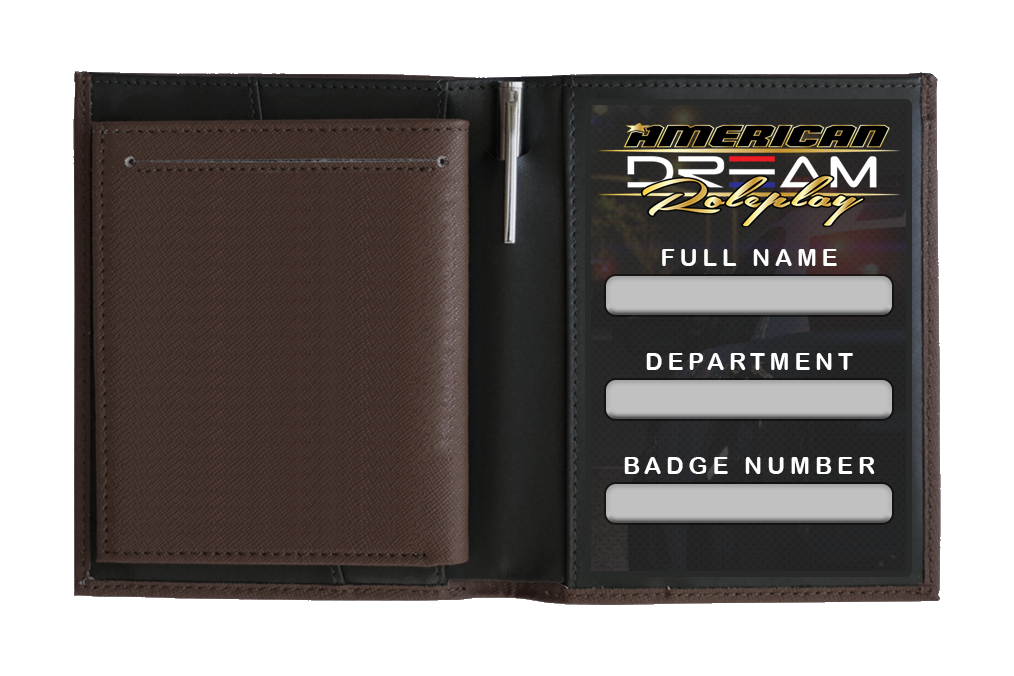 AMERICAN
DREAM
Roleplay
FULL NAME
DEPARTMENT
BADGE NUMBER